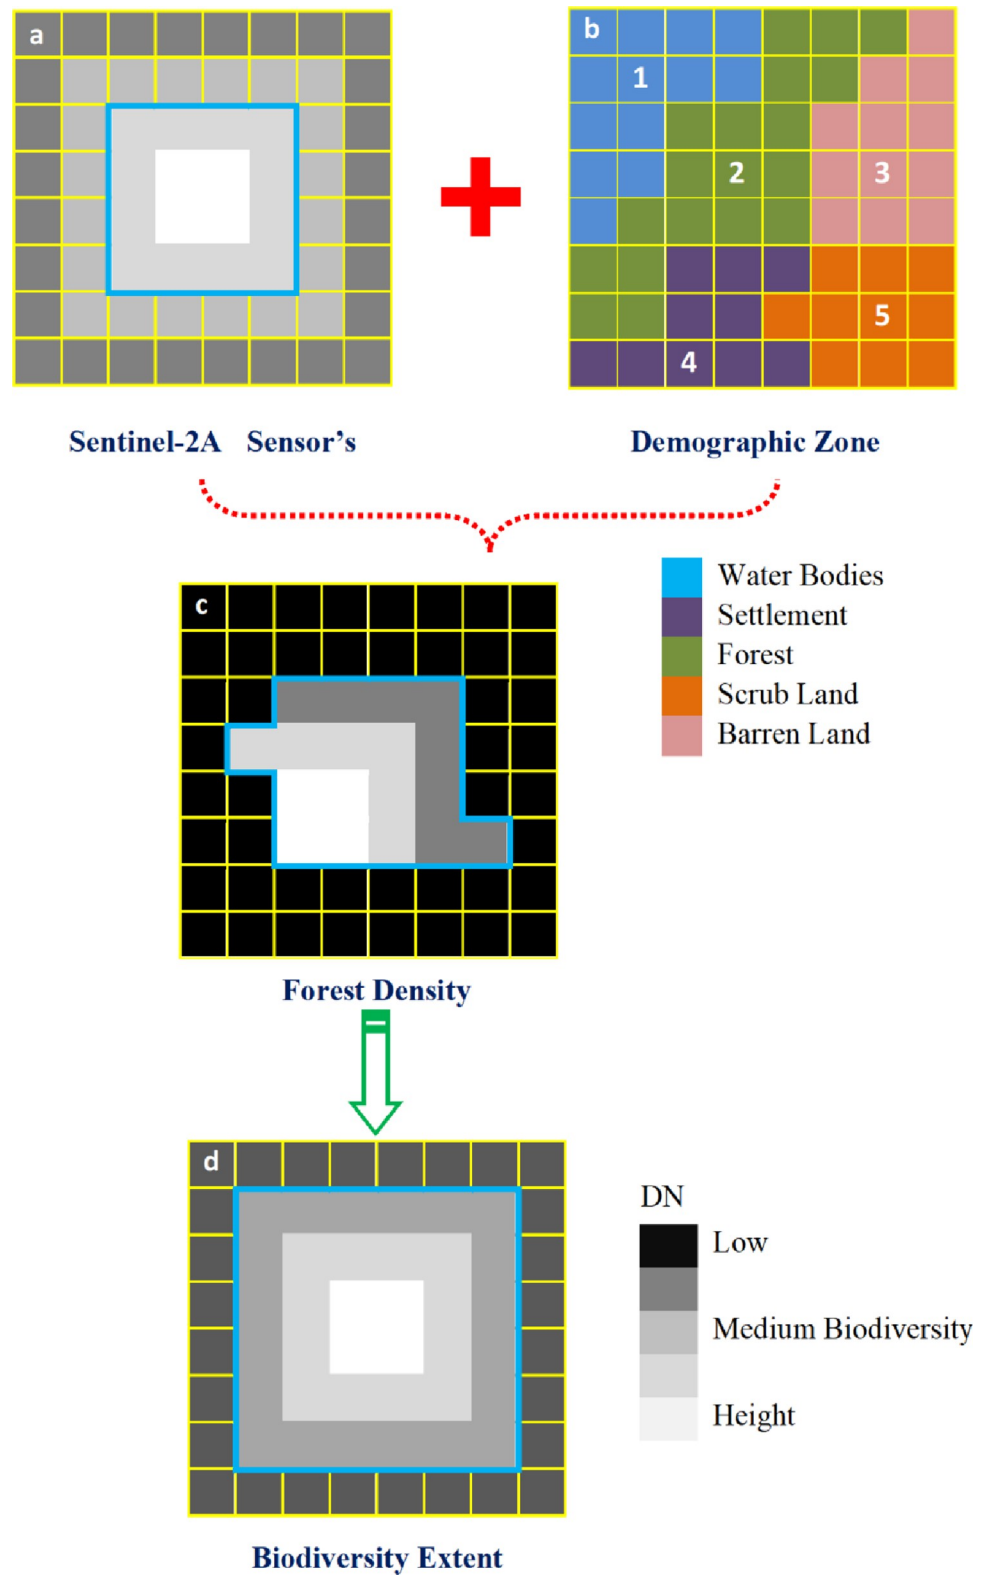 a
b
1
2
3
4
5
Sentinel-2A Sensor's
Demographic Zone
c
Water Bodies
Settlement
Forest
Scrub Land
Barren Land
Forest Density
d
DN
Low
Medium Biodiversity
Height
Biodiversity Extent